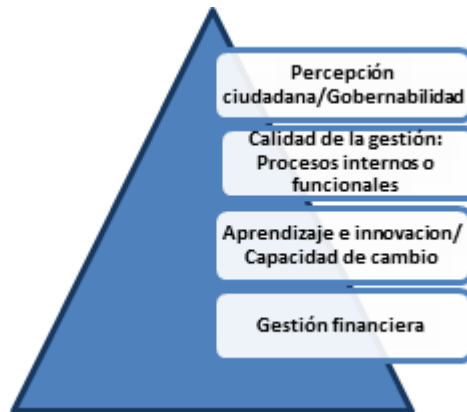 Percepción
ciudadana/Gobernabilidad
Calidad de la gestión:
Procesos internos o
funcionales
Aprendizaje e innovacion/
Capacidad de cambio
Gestión financiera